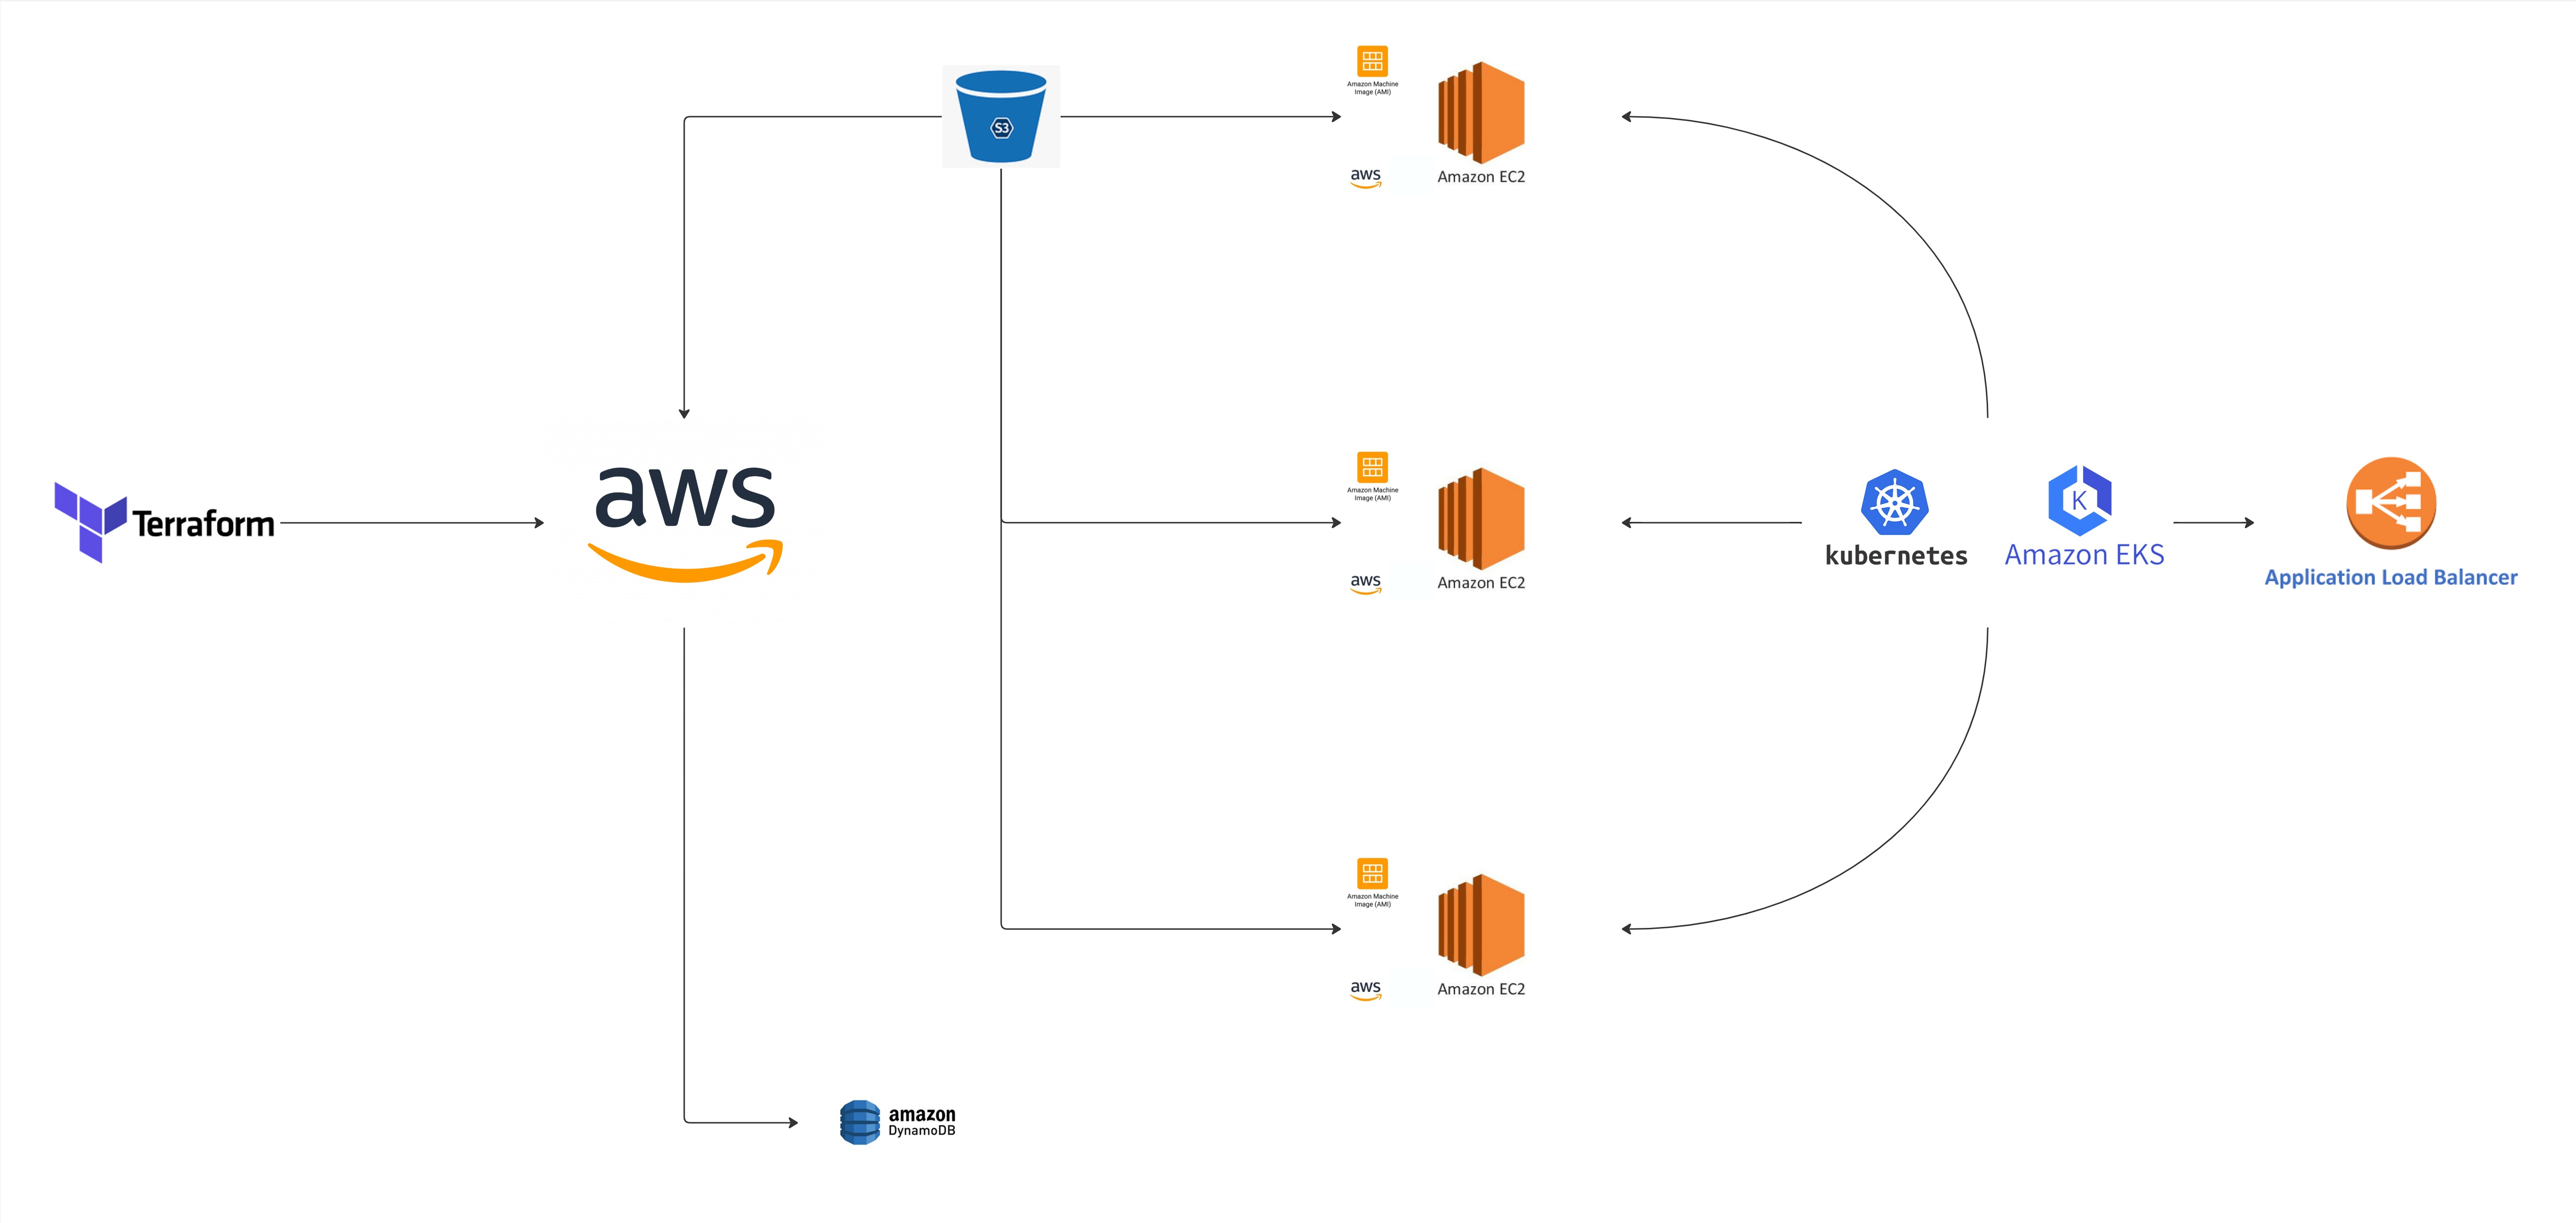 S3
Amazon Machine
Image (AMI)
aws
Amazon EC2
Terraform
aws
Amazon Machine
Image (AMI)
aws
Amazon EC2
kubernetes
K
Amazon EKS
Application Load Balancer
Amazon Machine
Image (AMI)
aws
Amazon EC2
amazon
DynamoDB